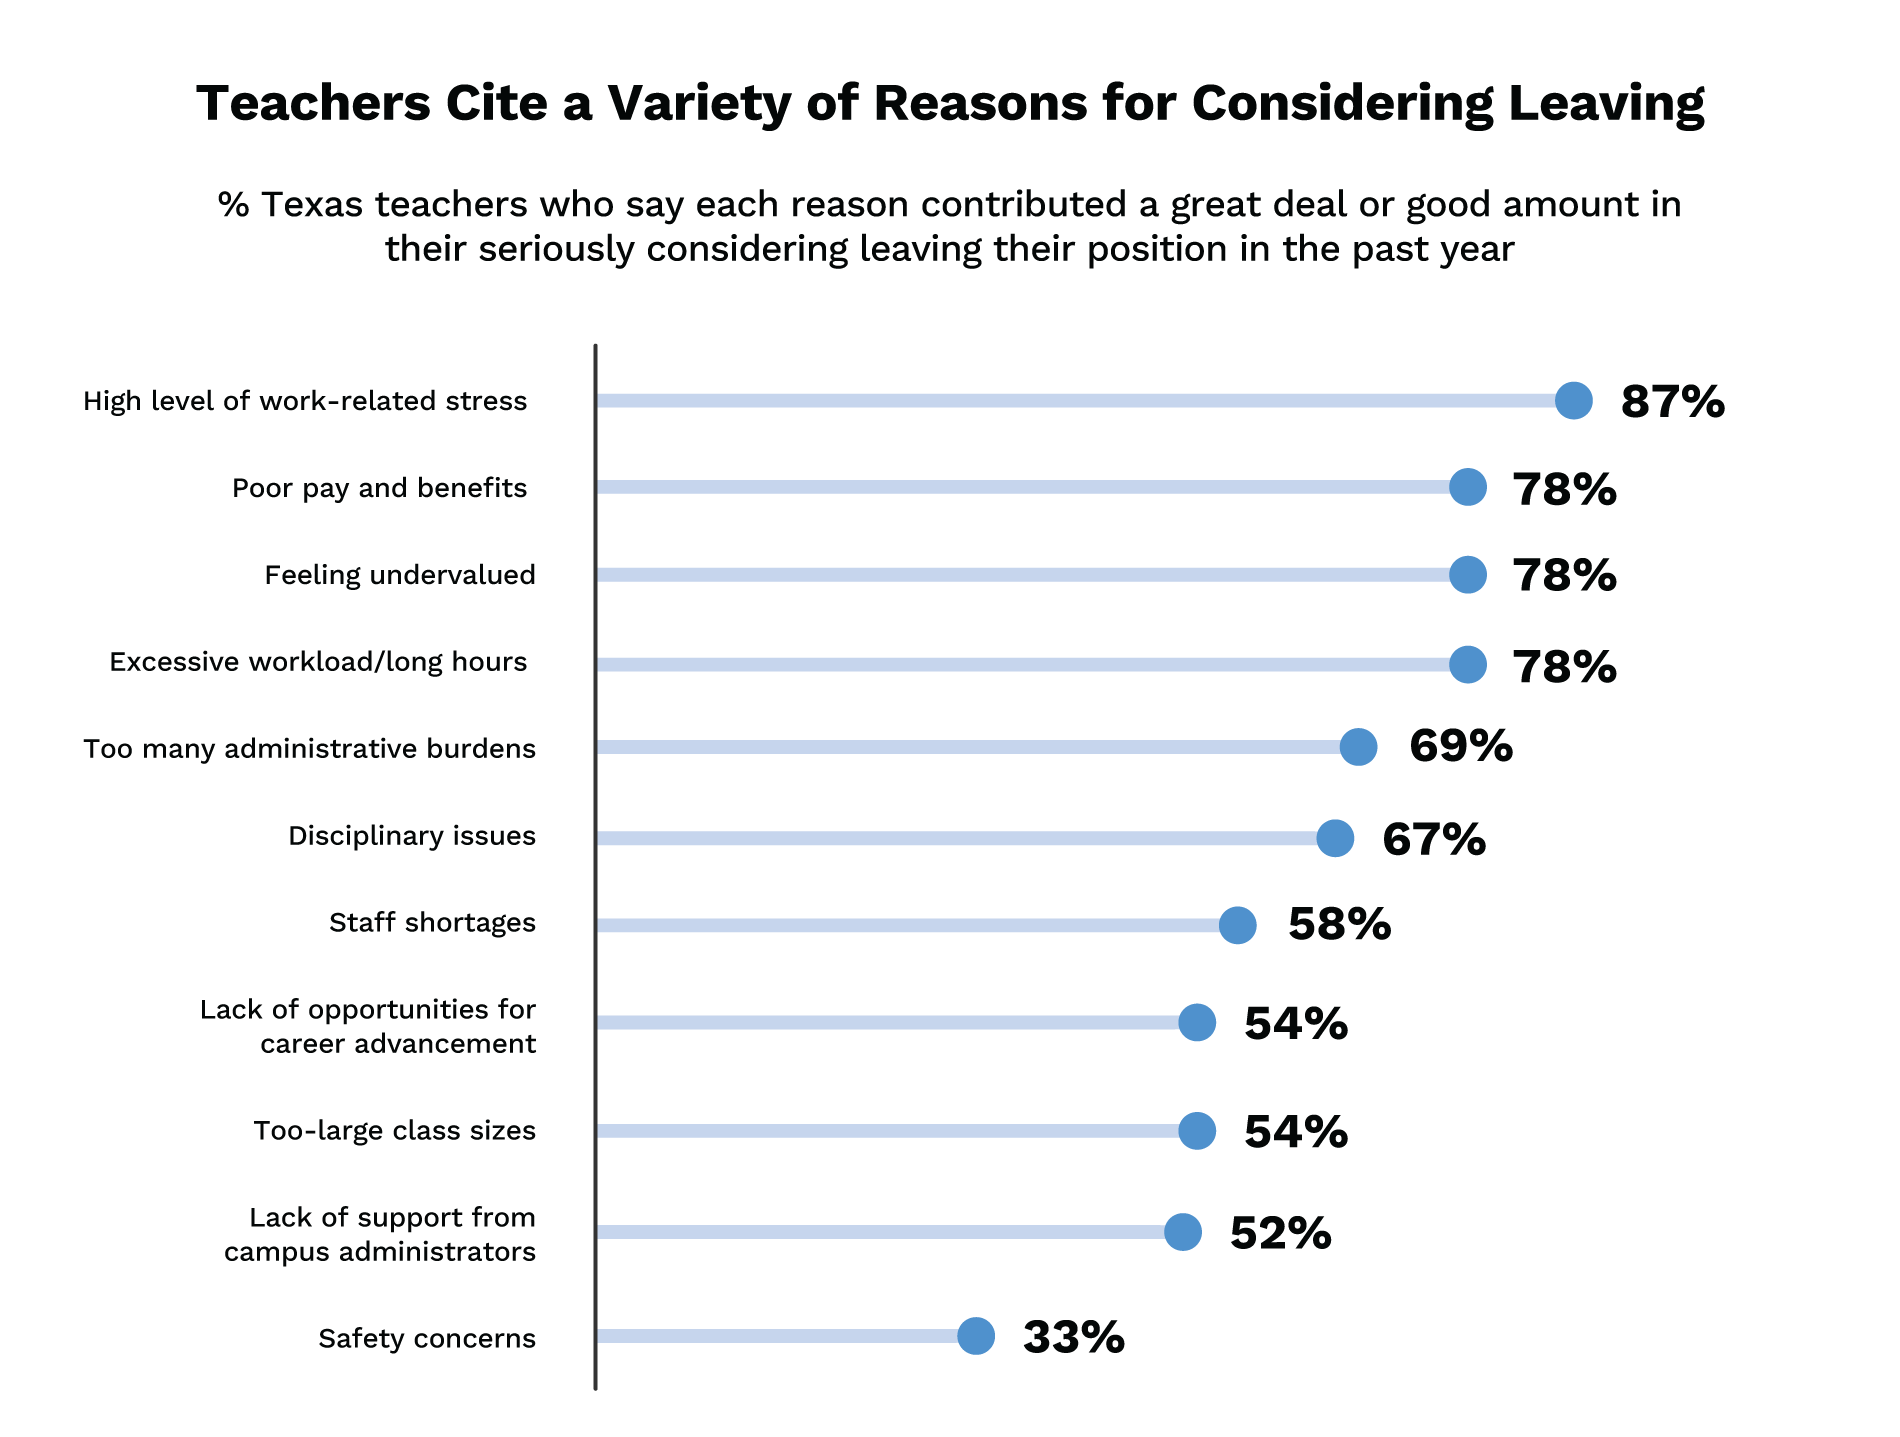 Teachers Cite a Variety of Reasons for Considering Leaving
% Texas teachers who say each reason contributed a great deal or good amount in
their seriously considering leaving their position in the past year
High level of work-related stress 87%
Poor pay and benefits 78%
Feeling undervalued 78%
Excessive workload/long hours 78%
Too many administrative burdens 69%
Disciplinary issues 67%
Staff shortages 58%
Lack of opportunities for
career advancement 54%
Too-large class sizes 54%
Lack of support from
campus administrators 52%
Safety concerns 33%